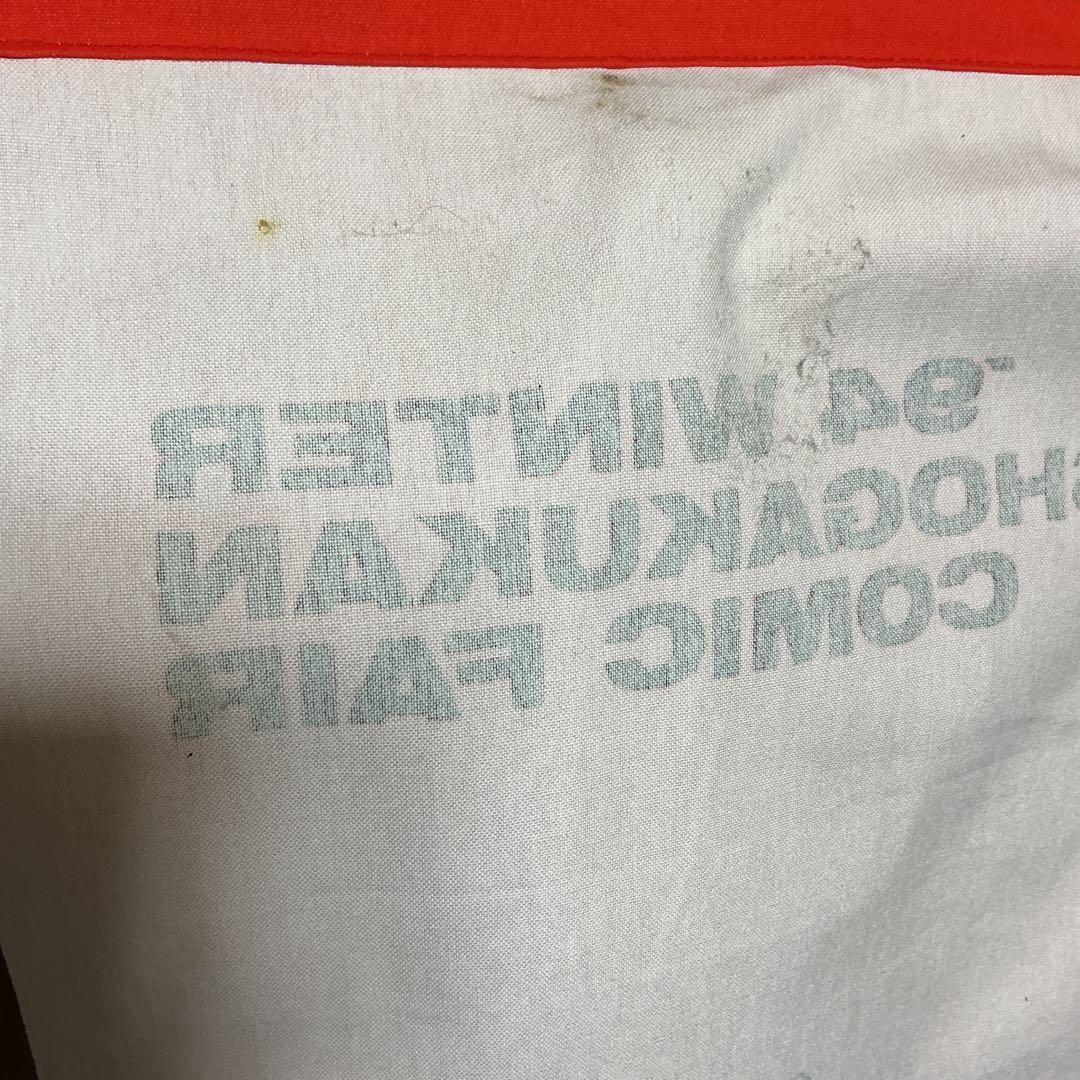 '94 WINTER
SHOGAKUKAN
COMIC FAIR